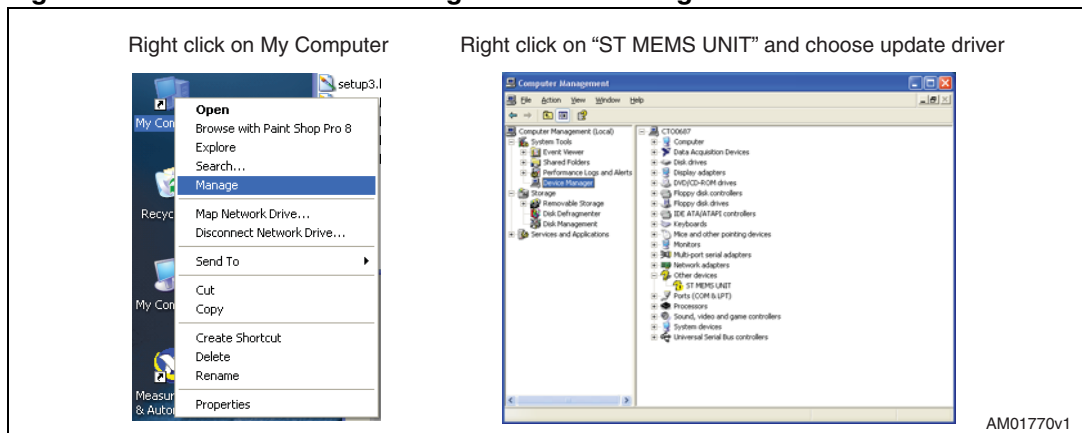 Right click on My Computer
Right click on “ST MEMS UNIT” and choose update driver
setup3.l
My Con
Recyc
My Con
Measur
& Auto
Open
Browse with Paint Shop Pro 8
Explore
Search...
Manage
Map Network Drive...
Disconnect Network Drive...
Send To
Cut
Copy
Create Shortcut
Delete
Rename
Properties
Computer Management
File Action View Window Help
Computer Management (Local)
System Tools
Event Viewer
Shared Folders
Performance Logs and Alerts
Device Manager
Storage
Removable Storage
Disk Defragmenter
Disk Management
Services and Applications
CTO0687
Computer
Data Acquisition Devices
Disk drives
Display adapters
DVD/CD-ROM drives
Floppy disk controllers
Floppy disk drives
IDE ATA/ATAPI controllers
Keyboards
Mice and other pointing devices
Monitors
Multi-port serial adapters
Network adapters
Other devices
ST MEMS UNIT
Ports (COM & LPT)
Processors
Sound, video and game controllers
System devices
Universal Serial Bus controllers
AM01770v1